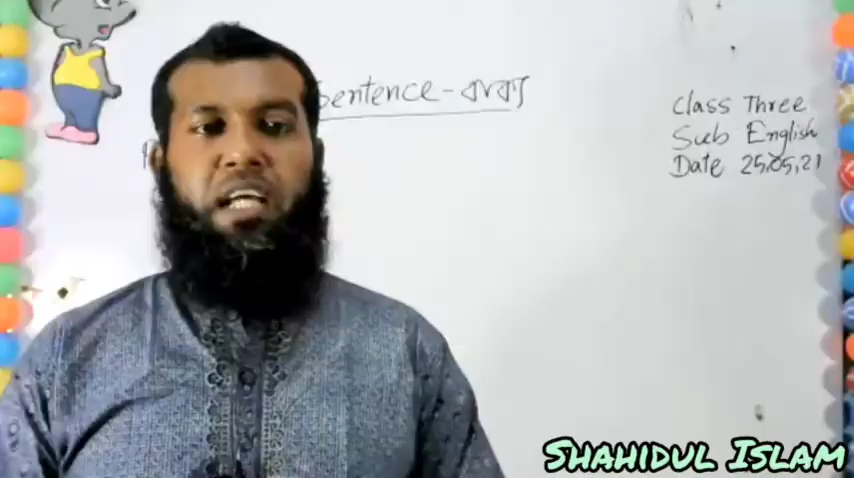 Sentence - বাক্য
Class Three
Sub English
Date 25.05.21
SHAHIDUL ISLAM